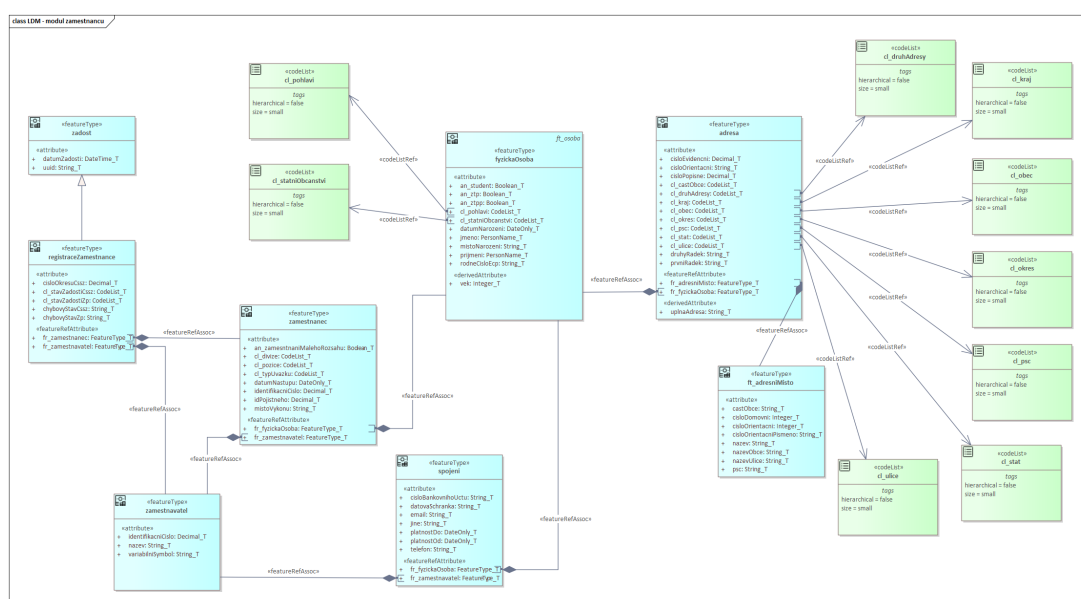 class LDM - modul zamestnancu
«featureType»
zadost
«attribute»
+ datumZadosti: DateTime_T
+ uuid: String_T
«featureType»
registraceZamestnance
«attribute»
+ cisloOkresuCssz: Decimal_T
+ cl_stavZadostiCssz: CodeList_T
+ cl_stavZadostiZp: CodeList_T
+ chybovyStavCssz: String_T
+ chybovyStavZp: String_T
«featureRefAttribute»
+ fr_zamestnanec: FeatureType_T
+ fr_zamestnavatel: FeatureType_T
«featureRefAssoc»
«featureRefAssoc»
«codeList»
cl_pohlavi
tags
hierarchical = false
size = small
«codeList»
cl_statniObcanstvi
tags
hierarchical = false
size = small
«codeListRef»
«codeListRef»
ft_osoba
«featureType»
fyzickaOsoba
«attribute»
+ an_student: Boolean_T
+ an_ztp: Boolean_T
+ an_ztpp: Boolean_T
+ cl_pohlavi: CodeList_T
+ cl_statniObcanstvi: CodeList_T
+ datumNarozeni: DateOnly_T
+ jmeno: PersonName_T
+ mistoNarozeni: String_T
+ prijmeni: PersonName_T
+ rodneCisloEcp: String_T
«derivedAttribute»
+ vek: Integer_T
«featureRefAssoc»
«featureType»
zamestnanec
«attribute»
+ an_zamesntnaniMalehoRozsahu: Boolean_T
+ cl_divize: CodeList_T
+ cl_pozice: CodeList_T
+ cl_typUvazku: CodeList_T
+ datumNastupu: DateOnly_T
+ identifikacniCislo: Decimal_T
+ idPojistneho: Decimal_T
+ mistoVykonu: String_T
«featureRefAttribute»
+ fr_fyzickaOsoba: FeatureType_T
+ fr_zamestnavatel: FeatureType_T
«featureRefAssoc»
«featureRefAssoc»
«featureType»
zamestnavatel
«attribute»
+ identifikacniCislo: Decimal_T
+ nazev: String_T
+ variabilniSymbol: String_T
«featureRefAssoc»
«featureType»
spojeni
«attribute»
+ cisloBankovnihoUctu: String_T
+ datovaSchranka: String_T
+ email: String_T
+ jine: String_T
+ platnostDo: DateOnly_T
+ platnostOd: DateOnly_T
+ telefon: String_T
«featureRefAttribute»
+ fr_fyzickaOsoba: FeatureType_T
+ fr_zamestnavatel: FeatureType_T
«featureRefAssoc»
«featureType»
adresa
«attribute»
+ cisloEvidencni: Decimal_T
+ cisloOrientacni: String_T
+ cisloPopisne: Decimal_T
+ cl_castObce: CodeList_T
+ cl_druhAdresy: CodeList_T
+ cl_kraj: CodeList_T
+ cl_obec: CodeList_T
+ cl_okres: CodeList_T
+ cl_psc: CodeList_T
+ cl_stat: CodeList_T
+ cl_ulice: CodeList_T
+ druhyRadek: String_T
+ prvniRadek: String_T
«featureRefAttribute»
+ fr_adresniMisto: FeatureType_T
+ fr_fyzickaOsoba: FeatureType_T
«derivedAttribute»
+ uplnaAdresa: String_T
«featureRefAssoc»
«featureType»
ft_adresniMisto
«attribute»
+ castObce: String_T
+ cisloDomovni: Integer_T
+ cisloOrientacni: Integer_T
+ cisloOrientacniPismeno: String_T
+ nazev: String_T
+ nazevObce: String_T
+ nazevUlice: String_T
+ psc: String_T
«codeList»
cl_druhAdresy
tags
hierarchical = false
size = small
«codeListRef»
«codeList»
cl_kraj
tags
hierarchical = false
size = small
«codeListRef»
«codeList»
cl_obec
tags
hierarchical = false
size = small
«codeListRef»
«codeList»
cl_okres
tags
hierarchical = false
size = small
«codeListRef»
«codeList»
cl_psc
tags
hierarchical = false
size = small
«codeListRef»
«codeList»
cl_stat
tags
hierarchical = false
size = small
«codeListRef»
«codeList»
cl_ulice
tags
hierarchical = false
size = small
«codeListRef»